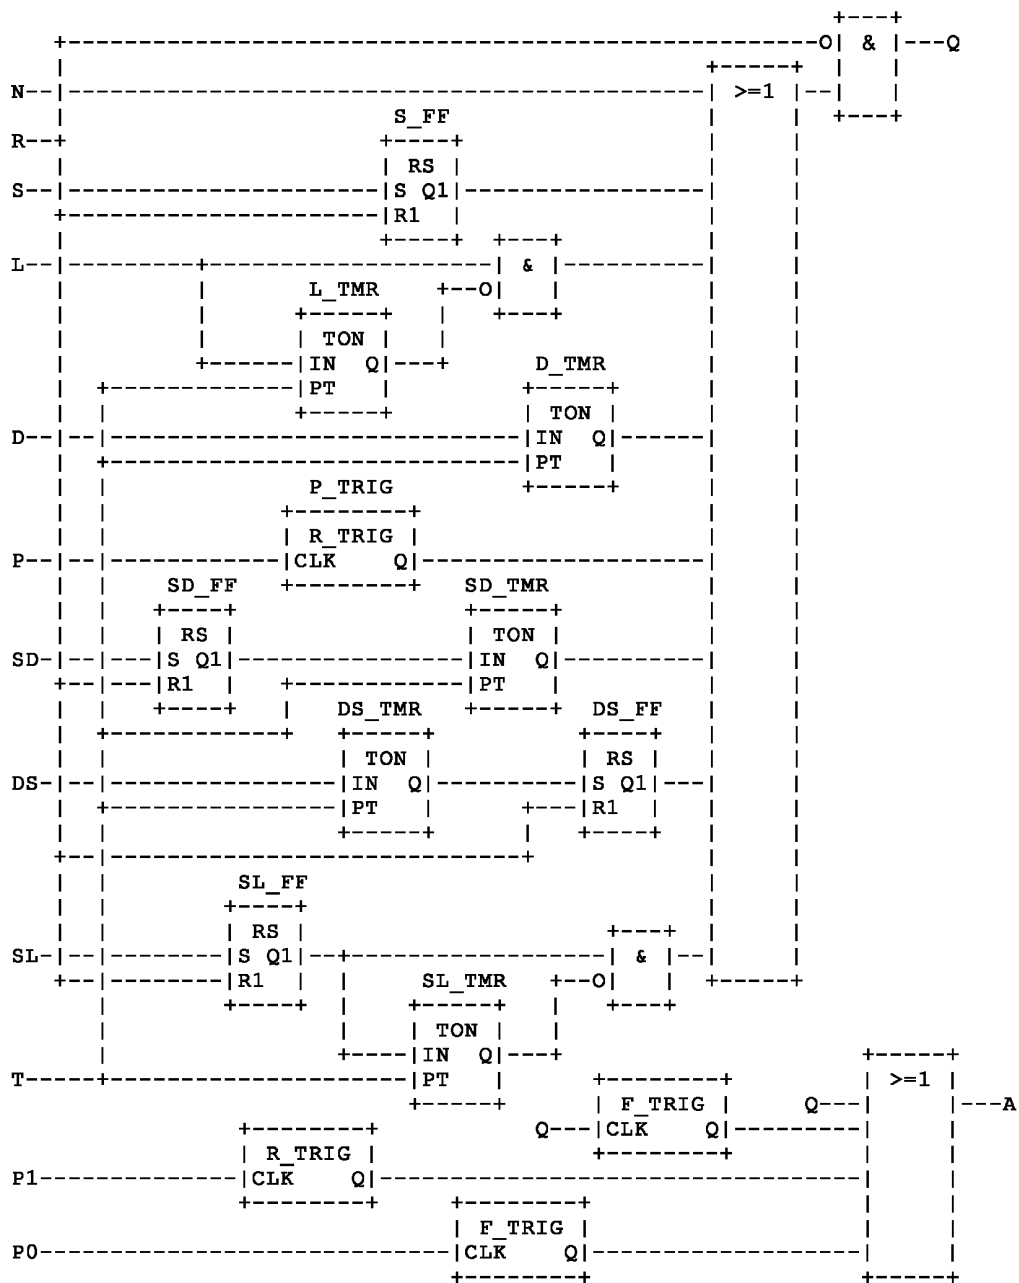 O & Q
N >=1
S_FF
R
RS
S S Q1
R1
L &
L_TMR O
TON
IN Q D_TMR
PT
TON
D IN Q
PT
P_TRIG
R_TRIG
P CLK Q
SD_FF SD_TMR
RS TON
SD S Q1 IN Q
R1 PT
DS_TMR DS_FF
TON RS
DS IN Q S Q1
PT R1
SL_FF
RS
SL S Q1 &
R1 SL_TMR O
TON
IN Q
T PT >=1
F_TRIG Q A
Q CLK Q
R_TRIG
P1 CLK Q
F_TRIG
P0 CLK Q